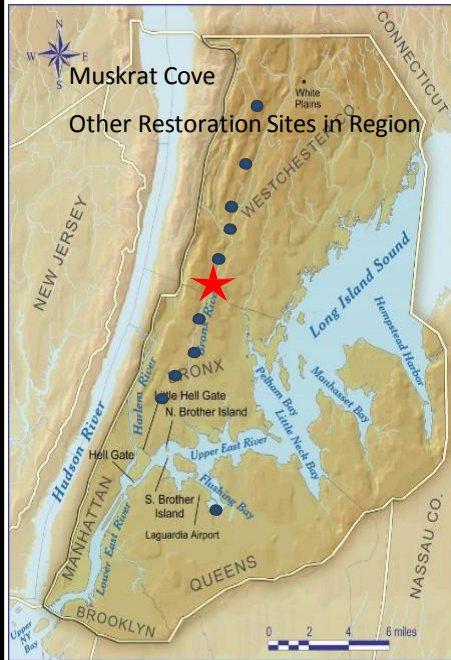 N
W E
S
Muskrat Cove
Other Restoration Sites in Region
CONNECTICUT
White
Plains
WESTCHESTER CO.
NEW JERSEY
Long Island Sound
Hempstead Harbor
Bronx River
Hudson River
Harlem River
BRONX
Pelham Bay
Manhasset Bay
Little Hell Gate
N. Brother Island
Little Neck Bay
Hell Gate
Upper East River
MANHATTAN
S. Brother
Island
Flushing Bay
Laguardia Airport
Lower East River
QUEENS
NASSAU CO.
BROOKLYN
Upper
NY
Bay
0 2 4 6 miles